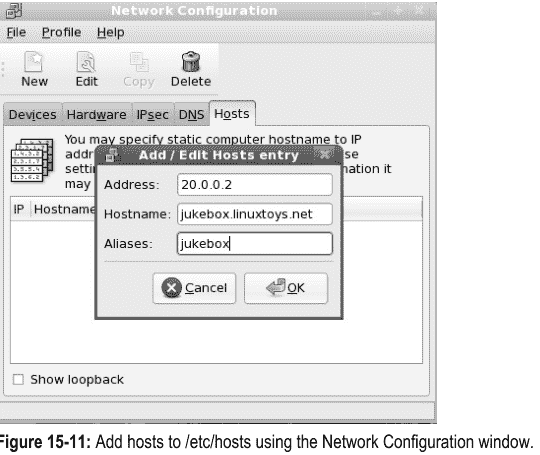 Network Configuration
File Profile Help
New Edit Copy Delete
Devices Hardware IPsec DNS Hosts
You may specify static computer hostname to IP
addr se
setti nation it
may
IP Hostname
Add / Edit Hosts entry
Address: 20.0.0.2
Hostname: jukebox.linuxtoys.net
Aliases: jukebox
Cancel OK
Show loopback
Figure 15-11: Add hosts to /etc/hosts using the Network Configuration window.